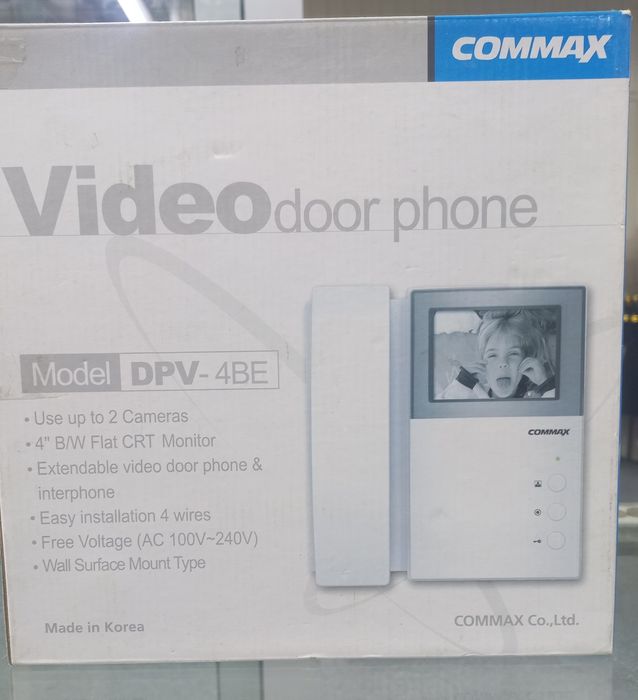 COMMAX
Video door phone
Model DPV-4BE
• Use up to 2 Cameras
• 4" B/W Flat CRT Monitor
• Extendable video door phone &
interphone
• Easy installation 4 wires
• Free Voltage (AC 100V~240V)
• Wall Surface Mount Type
COMMAX
Made in Korea
COMMAX Co.,Ltd.